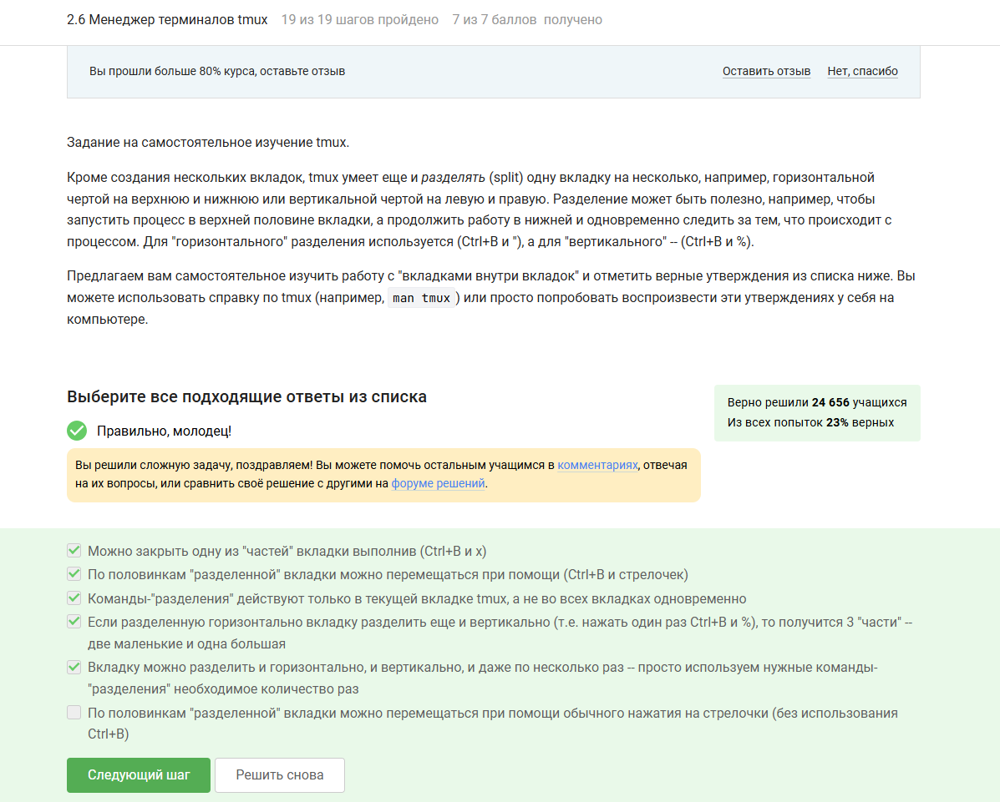 2.6 Менеджер терминалов tmux 19 из 19 шагов пройдено 7 из 7 баллов получено
Вы прошли больше 80% курса, оставьте отзыв Оставить отзыв Нет, спасибо
Задание на самостоятельное изучение tmux.
Кроме создания нескольких вкладок, tmux умеет еще и разделять (split) одну вкладку на несколько, например, горизонтальной
чертой на верхнюю и нижнюю или вертикальной чертой на левую и правую. Разделение может быть полезно, например, чтобы
запустить процесс в верхней половине вкладки, а продолжить работу в нижней и одновременно следить за тем, что происходит с
процессом. Для "горизонтального" разделения используется (Ctrl+B и "), а для "вертикального" -- (Ctrl+B и %).
Предлагаем вам самостоятельное изучить работу с "вкладками внутри вкладок" и отметить верные утверждения из списка ниже. Вы
можете использовать справку по tmux (например, man tmux) или просто попробовать воспроизвести эти утверждениях у себя на
компьютере.
Выберите все подходящие ответы из списка
Верно решили 24 656 учащихся
Из всех попыток 23% верных
Правильно, молодец!
Вы решили сложную задачу, поздравляем! Вы можете помочь остальным учащимся в комментариях, отвечая
на их вопросы, или сравнить своё решение с другими на форуме решений.
Можно закрыть одну из "частей" вкладки выполнив (Ctrl+B и x)
По половинкам "разделенной" вкладки можно перемещаться при помощи (Ctrl+B и стрелочек)
Команды-"разделения" действуют только в текущей вкладке tmux, а не во всех вкладках одновременно
Если разделенную горизонтально вкладку разделить еще и вертикально (т.е. нажать один раз Ctrl+B и %), то получится 3 "части" --
две маленькие и одна большая
Вкладку можно разделить и горизонтально, и вертикально, и даже по несколько раз -- просто используем нужные команды-
"разделения" необходимое количество раз
По половинкам "разделенной" вкладки можно перемещаться при помощи обычного нажатия на стрелочки (без использования
Ctrl+B)
Следующий шаг Решить снова